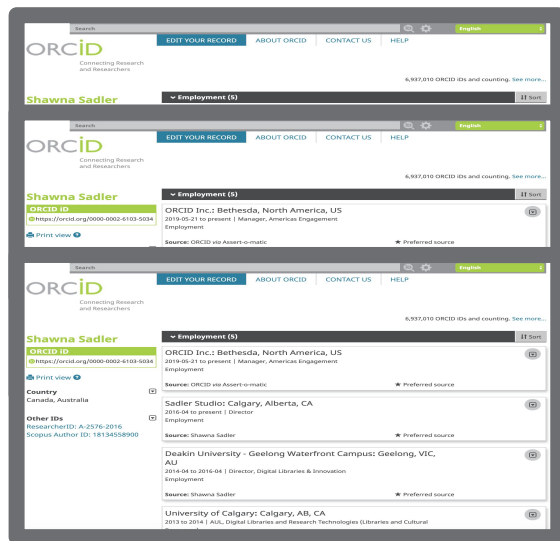 Search
English
ORCID
Connecting Research
and Researchers
EDIT YOUR RECORD ABOUT ORCID CONTACT US HELP
6,937,010 ORCID iDs and counting. See more...
Shawna Sadler
Employment (5)
Sort
Search
English
ORCID
Connecting Research
and Researchers
EDIT YOUR RECORD ABOUT ORCID CONTACT US HELP
6,937,010 ORCID iDs and counting. See more...
Shawna Sadler
ORCID iD
https://orcid.org/0000-0002-6103-5034
Print view
Employment (5)
Sort
ORCID Inc.: Bethesda, North America, US
2019-05-21 to present | Manager, Americas Engagement
Employment
Source: ORCID via Assert-o-matic ★ Preferred source
Search
English
ORCID
Connecting Research
and Researchers
EDIT YOUR RECORD ABOUT ORCID CONTACT US HELP
6,937,010 ORCID iDs and counting. See more...
Shawna Sadler
ORCID iD
https://orcid.org/0000-0002-6103-5034
Print view
Country
Canada, Australia
Other IDs
ResearcherID: A-2576-2016
Scopus Author ID: 18134558900
Employment (5)
Sort
ORCID Inc.: Bethesda, North America, US
2019-05-21 to present | Manager, Americas Engagement
Employment
Source: ORCID via Assert-o-matic ★ Preferred source
Sadler Studio: Calgary, Alberta, CA
2016-04 to present | Director
Employment
Source: Shawna Sadler ★ Preferred source
Deakin University - Geelong Waterfront Campus: Geelong, VIC,
AU
2014-04 to 2016-04 | Director, Digital Libraries & Innovation
Employment
Source: Shawna Sadler ★ Preferred source
University of Calgary: Calgary, AB, CA
2013 to 2014 | AUL, Digital Libraries and Research Technologies (Libraries and Cultural